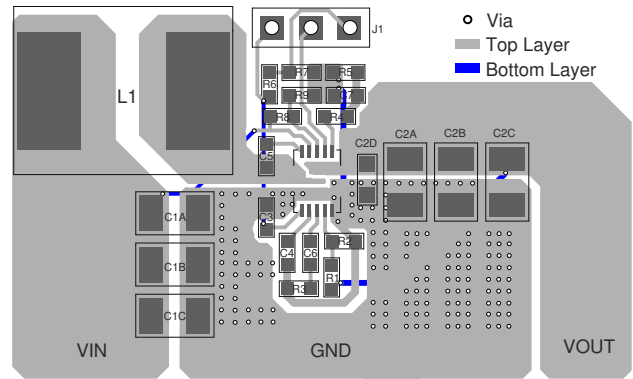 J1
Via
Top Layer
Bottom Layer
L1
R7
R5
R6
R9
C7
R8
R4
C5
C2D
C2A
C2B
C2C
C1A
C3
R2
C4
C6
C1B
R1
R3
C1C
VIN
GND
VOUT